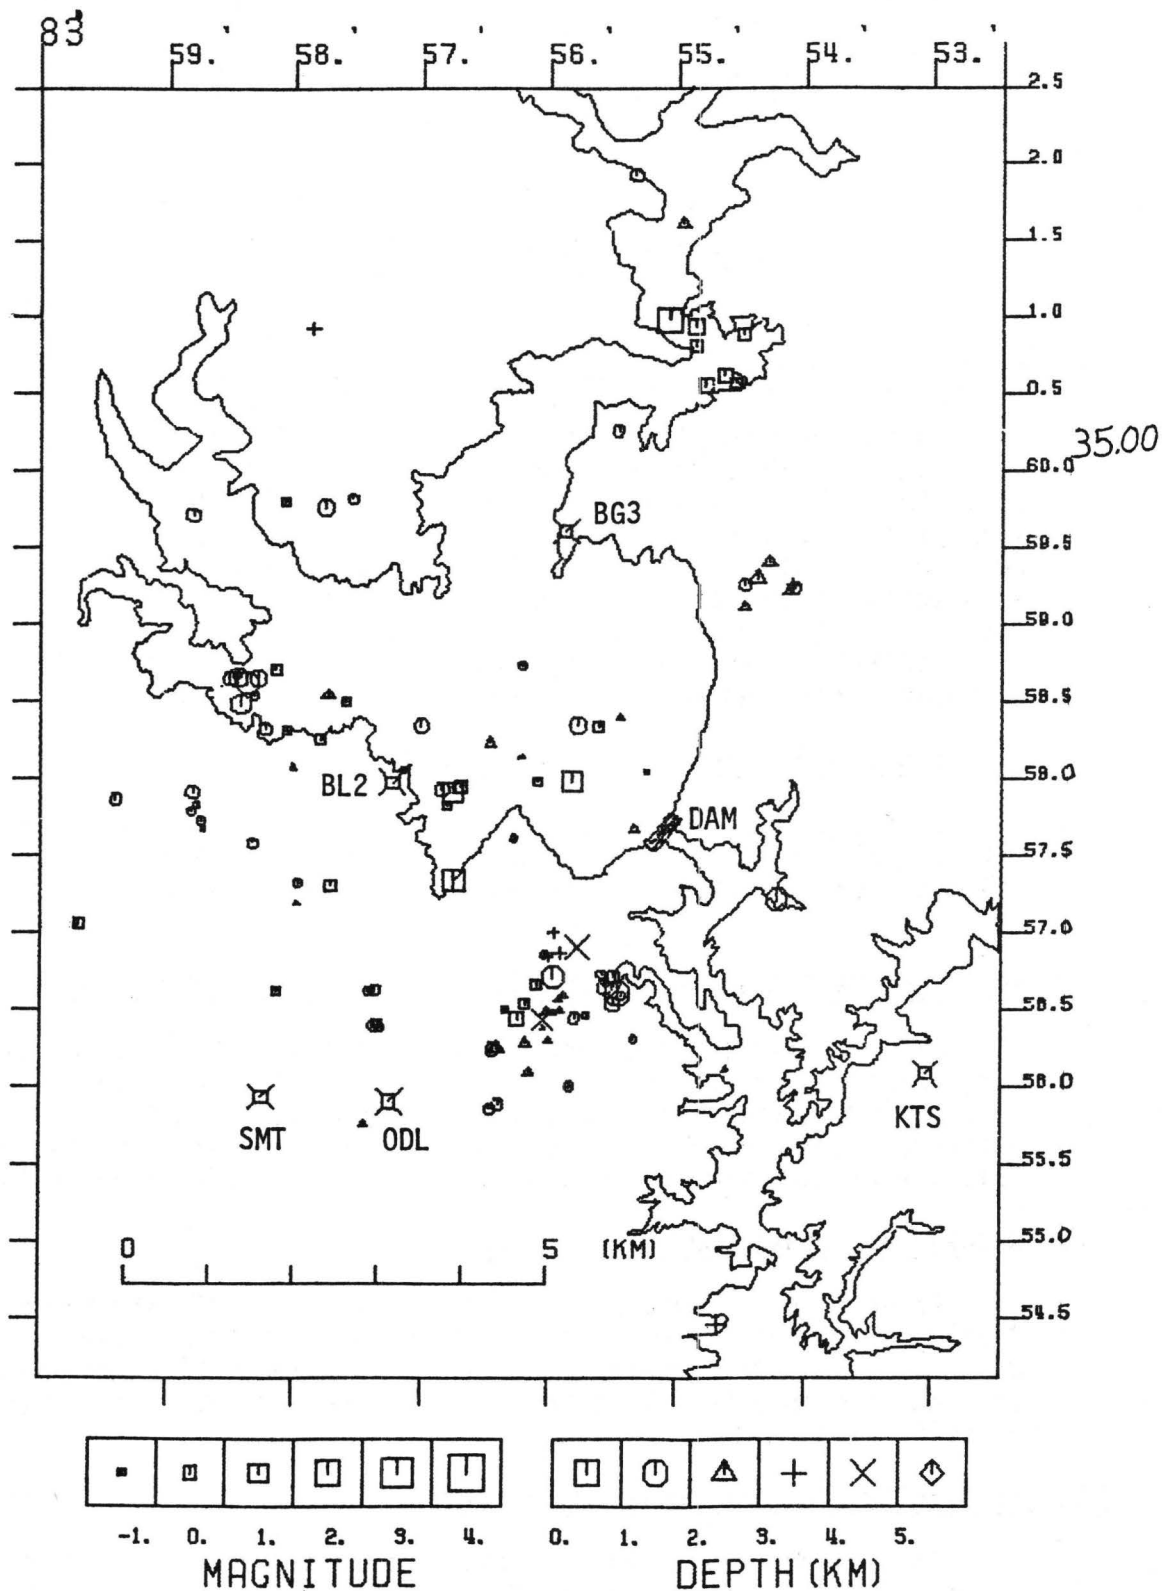 83
59. 58. 57. 56. 55. 54. 53.
2.5
2.0
1.5
1.0
0.5
60.0 35.00
BG3
59.5
59.0
58.5
BL2
58.0
DAM
57.5
57.0
56.5
56.0
SMT ODL KTS
55.5
0 5 (KM)
55.0
54.5
-1. 0. 1. 2. 3. 4. 0. 1. 2. 3. 4. 5.
MAGNITUDE DEPTH (KM)